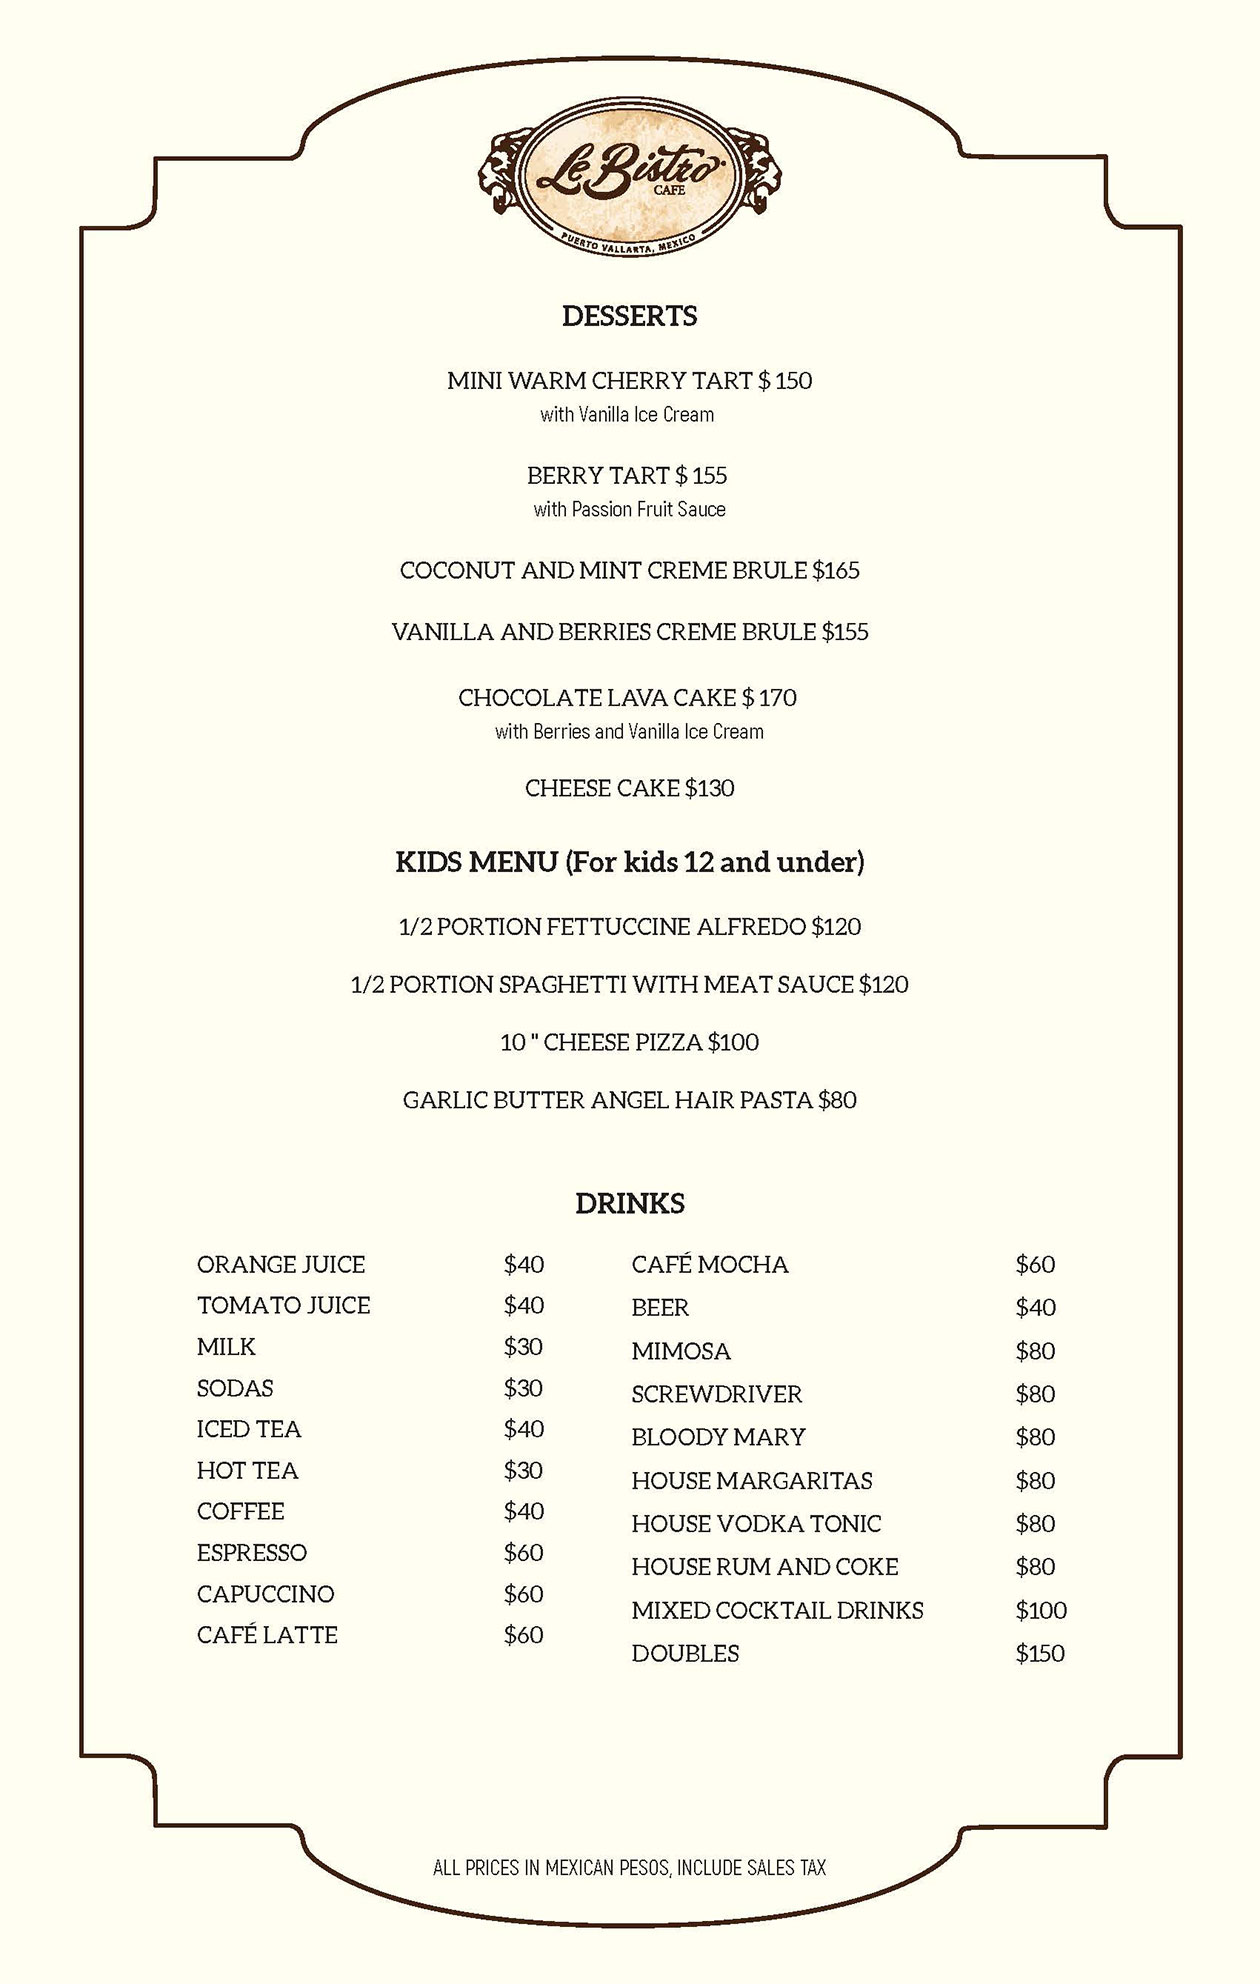 Le Bistro
CAFE
PUERTO VALLARTA, MEXICO
DESSERTS
MINI WARM CHERRY TART $ 150
with Vanilla Ice Cream
BERRY TART $ 155
with Passion Fruit Sauce
COCONUT AND MINT CREME BRULE $165
VANILLA AND BERRIES CREME BRULE $155
CHOCOLATE LAVA CAKE $ 170
with Berries and Vanilla Ice Cream
CHEESE CAKE $130
KIDS MENU (For kids 12 and under)
1/2 PORTION FETTUCCINE ALFREDO $120
1/2 PORTION SPAGHETTI WITH MEAT SAUCE $120
10 " CHEESE PIZZA $100
GARLIC BUTTER ANGEL HAIR PASTA $80
DRINKS
ORANGE JUICE $40
TOMATO JUICE $40
MILK $30
SODAS $30
ICED TEA $40
HOT TEA $30
COFFEE $40
ESPRESSO $60
CAPUCCINO $60
CAFÉ LATTE $60
CAFÉ MOCHA $60
BEER $40
MIMOSA $80
SCREWDRIVER $80
BLOODY MARY $80
HOUSE MARGARITAS $80
HOUSE VODKA TONIC $80
HOUSE RUM AND COKE $80
MIXED COCKTAIL DRINKS $100
DOUBLES $150
ALL PRICES IN MEXICAN PESOS, INCLUDE SALES TAX